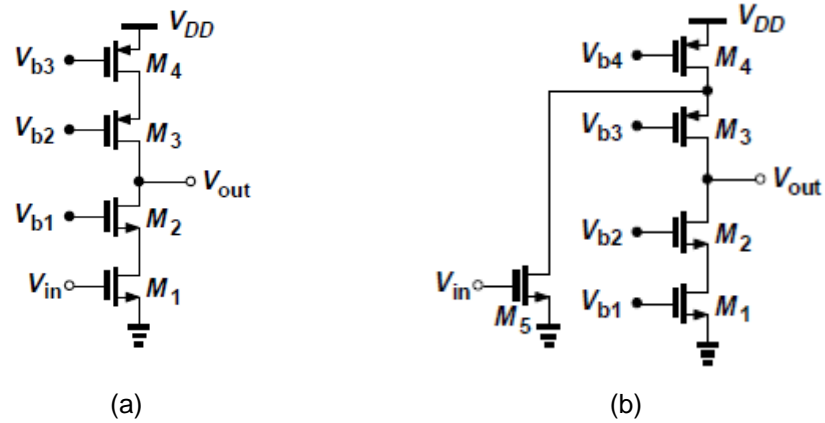 V_DD
V_b3
M_4
V_b2
M_3
V_out
V_b1
M_2
V_in
M_1
(a)
V_DD
V_b4
M_4
V_b3
M_3
V_out
V_b2
M_2
V_in
M_5
V_b1
M_1
(b)